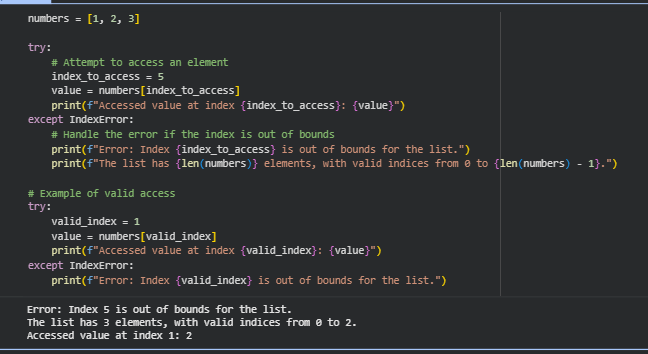 numbers = [1, 2, 3]

try:
    # Attempt to access an element
    index_to_access = 5
    value = numbers[index_to_access]
    print(f"Accessed value at index {index_to_access}: {value}")
except IndexError:
    # Handle the error if the index is out of bounds
    print(f"Error: Index {index_to_access} is out of bounds for the list.")
    print(f"The list has {len(numbers)} elements, with valid indices from 0 to {len(numbers) - 1}.")

# Example of valid access
try:
    valid_index = 1
    value = numbers[valid_index]
    print(f"Accessed value at index {valid_index}: {value}")
except IndexError:
    print(f"Error: Index {valid_index} is out of bounds for the list.")

Error: Index 5 is out of bounds for the list.
The list has 3 elements, with valid indices from 0 to 2.
Accessed value at index 1: 2